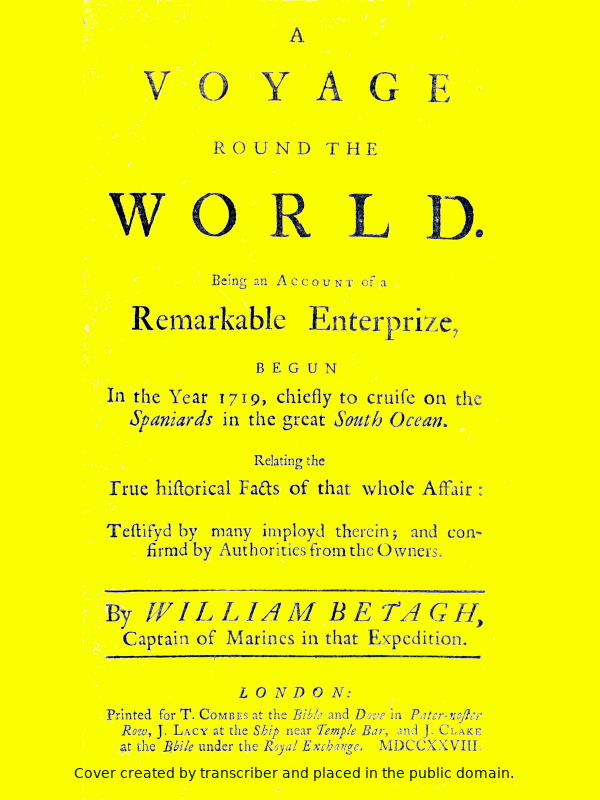 A
VOYAGE
ROUND THE
WORLD.
Being an ACCOUNT of a
Remarkable Enterprize,
BEGUN
In the Year 1719, chiefly to cruiſe on the
Spaniards in the great South Ocean.
Relating the
True hiſtorical Facts of that whole Affair:
Teſtifyd by many imployd therein; and con-
firmd by Authorities from the Owners.
By WILLIAM BETAGH,
Captain of Marines in that Expedition.
LONDON:
Printed for T. COMBES at the Bible and Dove in Pater-noſter
Row, J. LACY at the Ship near Temple Bar, and J. CLARKE
at the Bbile under the Royal Exchange. MDCCXXVIII.
Cover created by transcriber and placed in the public domain.